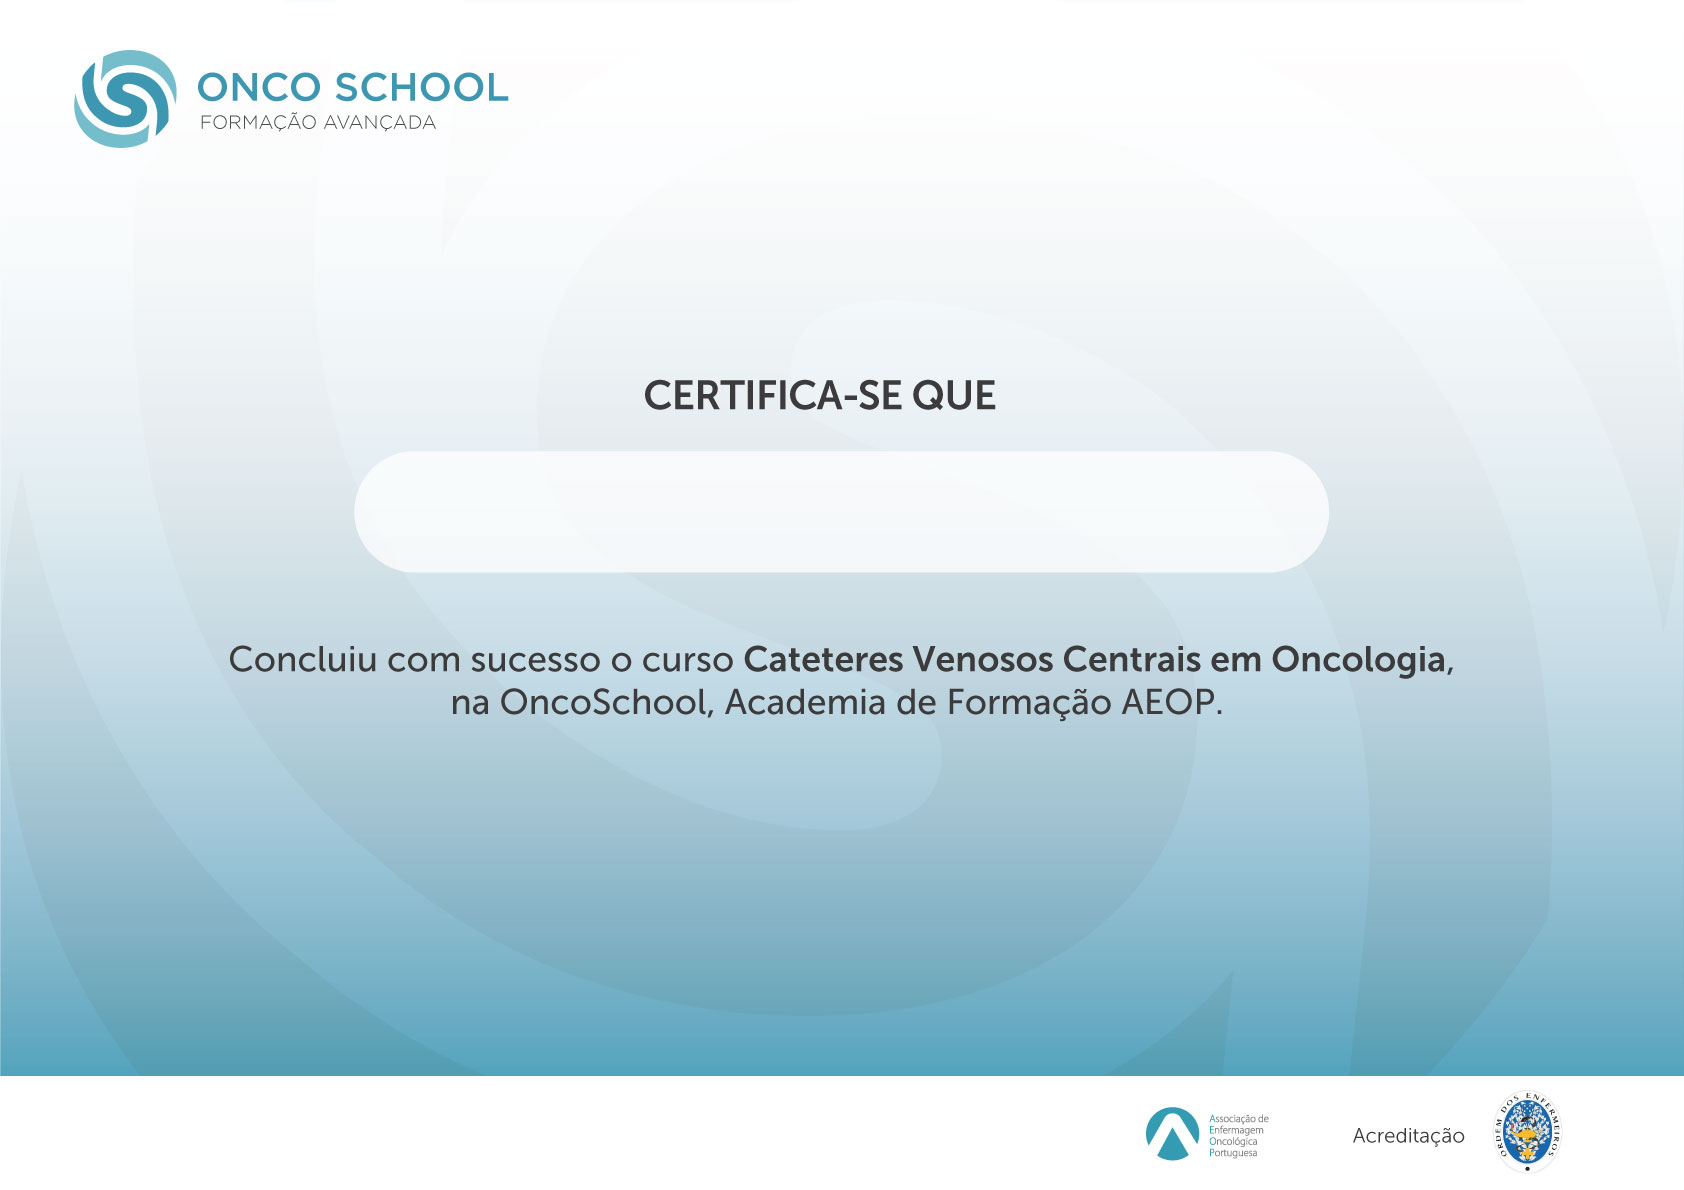 ONCO SCHOOL
FORMAÇÃO AVANÇADA
CERTIFICA-SE QUE
Concluiu com sucesso o curso Cateteres Venosos Centrais em Oncologia,
na OncoSchool, Academia de Formação AEOP.
Associação de
Enfermagem
Oncológica
Portuguesa
Acreditação
ORDEM DOS ENFERMEIROS